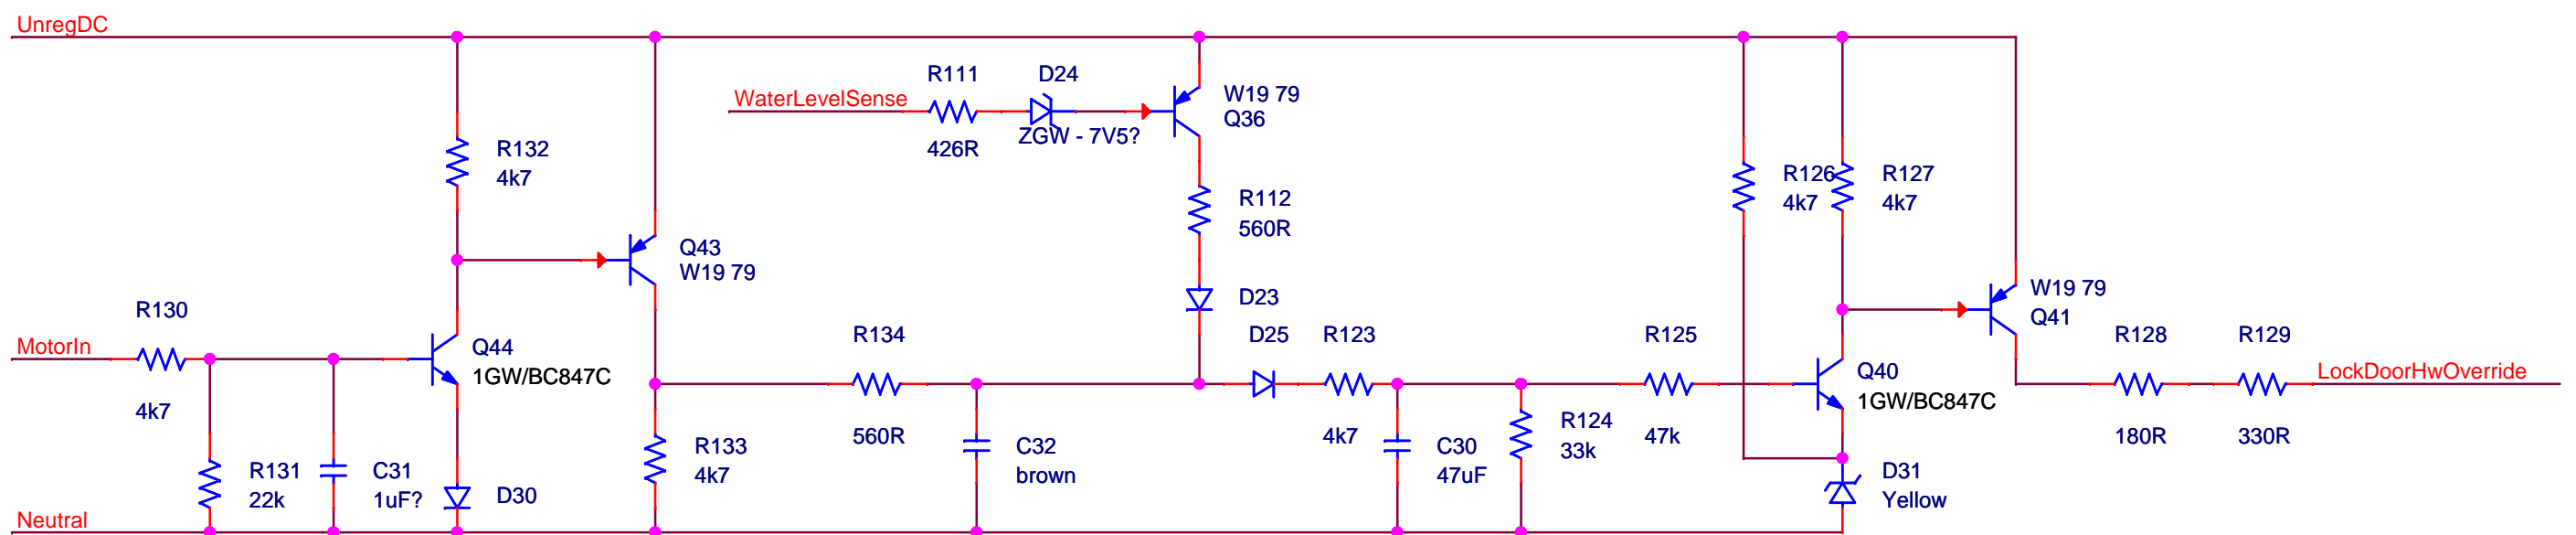 UnregDC
R111
D24
WaterLevelSense
426R
ZGW - 7V5?
W19 79
Q36
R132
4k7
R112
560R
R126
4k7
R127
4k7
Q43
W19 79
D23
W19 79
Q41
R130
MotorIn
4k7
Q44
1GW/BC847C
R134
560R
D25
R123
4k7
R125
47k
Q40
1GW/BC847C
R128
180R
R129
330R
LockDoorHwOverride
R131
22k
C31
1uF?
D30
R133
4k7
C32
brown
C30
47uF
R124
33k
D31
Yellow
Neutral